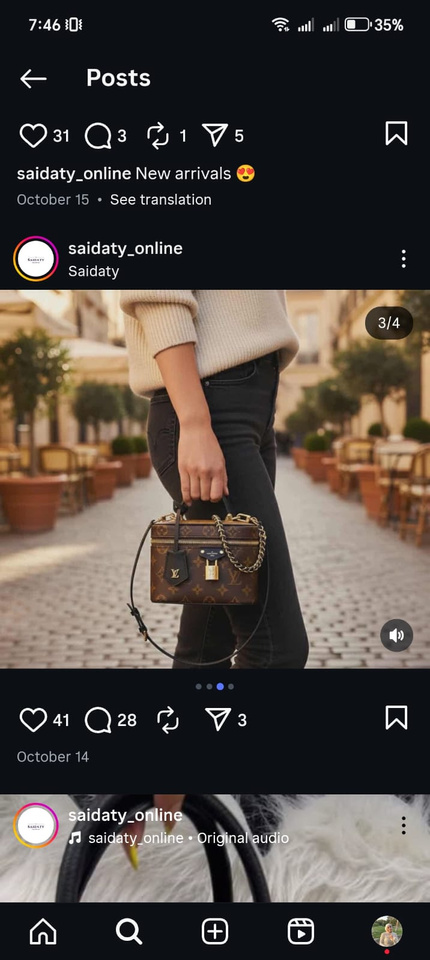 7:46
35%
Posts
31
3
1
5
saidaty_online New arrivals 😍
October 15 • See translation
saidaty_online
Saidaty
3/4
LV
41
28
3
October 14
saidaty_online
saidaty_online • Original audio